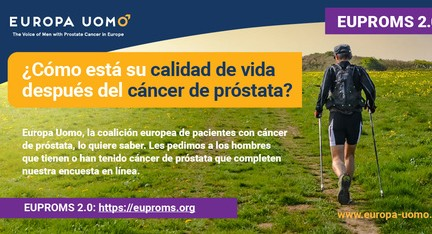 EUROPA UOMO
The Voice of Men with Prostate Cancer in Europe
EUPROMS 2.0
¿Cómo está su calidad de vida
después del cáncer de próstata?
Europa Uomo, la coalición europea de pacientes con cáncer
de próstata, lo quiere saber. Les pedimos a los hombres
que tienen o han tenido cáncer de próstata que completen
nuestra encuesta en línea.
EUPROMS 2.0: https://euproms.org
www.europa-uomo.